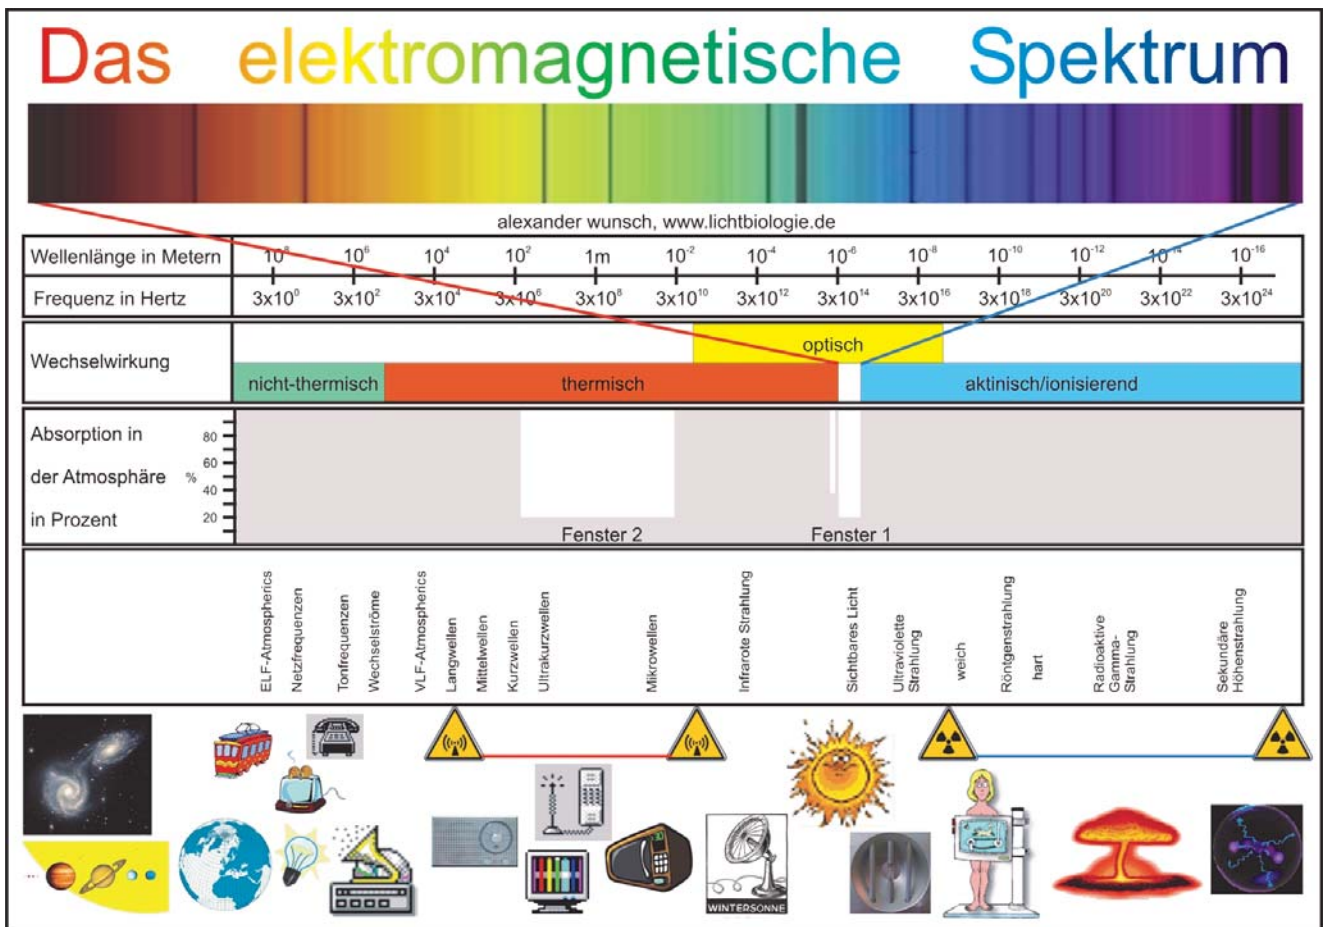 Das elektromagnetische Spektrum
alexander wunsch, www.lichtbiologie.de
Wellenlänge in Metern 10⁸ 10⁶ 10⁴ 10² 1m 10⁻² 10⁻⁴ 10⁻⁶ 10⁻⁸ 10⁻¹⁰ 10⁻¹² 10⁻¹⁴ 10⁻¹⁶
Frequenz in Hertz 3x10⁰ 3x10² 3x10⁴ 3x10⁶ 3x10⁸ 3x10¹⁰ 3x10¹² 3x10¹⁴ 3x10¹⁶ 3x10¹⁸ 3x10²⁰ 3x10²² 3x10²⁴
Wechselwirkung
optisch
nicht-thermisch thermisch aktinisch/ionisierend
Absorption in
der Atmosphäre
in Prozent
%
80
60
40
20
Fenster 2 Fenster 1
ELF-Atmospherics
Netzfrequenzen
Tonfrequenzen
Wechselströme
VLF-Atmospherics
Langwellen
Mittelwellen
Kurzwellen
Ultrakurzwellen
Mikrowellen
Infrarote Strahlung
Sichtbares Licht
Ultraviolette
Strahlung
weich
Röntgenstrahlung
hart
Radioaktive
Gamma-
Strahlung
Sekundäre
Höhenstrahlung
WINTERSONNE